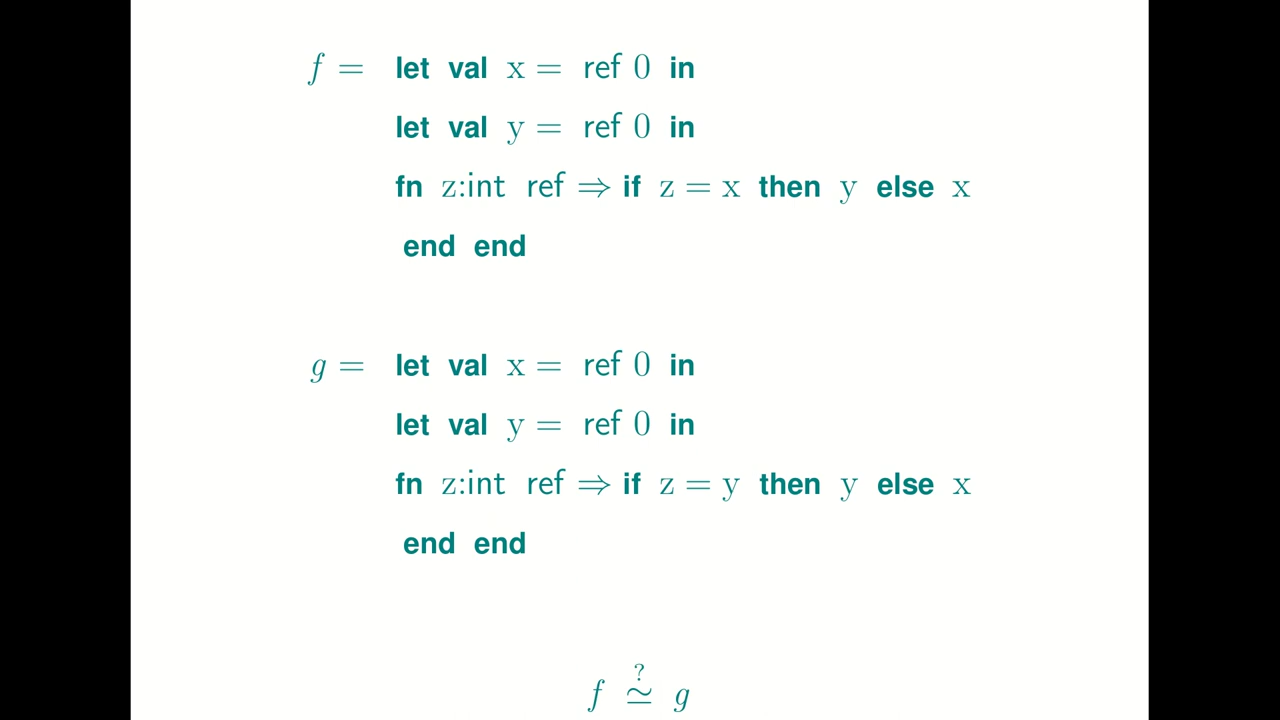 f = let val x = ref 0 in
let val y = ref 0 in
fn z:int ref ⇒ if z = x then y else x
end end
g = let val x = ref 0 in
let val y = ref 0 in
fn z:int ref ⇒ if z = y then y else x
end end
?
f ≃ g